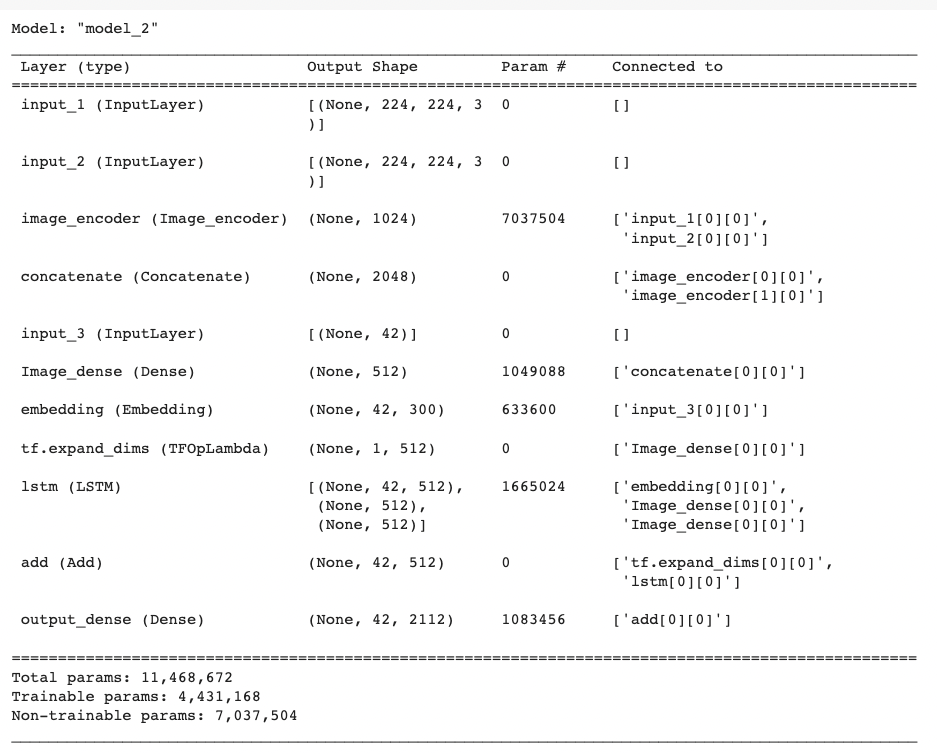 Model: "model_2"
Layer (type) Output Shape Param # Connected to
input_1 (InputLayer) [(None, 224, 224, 3 0 []
)]
input_2 (InputLayer) [(None, 224, 224, 3 0 []
)]
image_encoder (Image_encoder) (None, 1024) 7037504 ['input_1[0][0]',
'input_2[0][0]']
concatenate (Concatenate) (None, 2048) 0 ['image_encoder[0][0]',
'image_encoder[1][0]']
input_3 (InputLayer) [(None, 42)] 0 []
Image_dense (Dense) (None, 512) 1049088 ['concatenate[0][0]']
embedding (Embedding) (None, 42, 300) 633600 ['input_3[0][0]']
tf.expand_dims (TFOpLambda) (None, 1, 512) 0 ['Image_dense[0][0]']
lstm (LSTM) [(None, 42, 512), 1665024 ['embedding[0][0]',
(None, 512), 'Image_dense[0][0]',
(None, 512)] 'Image_dense[0][0]']
add (Add) (None, 42, 512) 0 ['tf.expand_dims[0][0]',
'lstm[0][0]']
output_dense (Dense) (None, 42, 2112) 1083456 ['add[0][0]']
Total params: 11,468,672
Trainable params: 4,431,168
Non-trainable params: 7,037,504